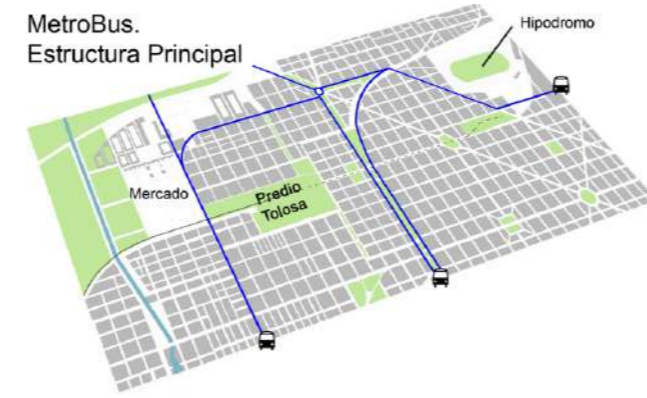 MetroBus.
Estructura Principal
Hipodromo
Mercado
Predio
Tolosa